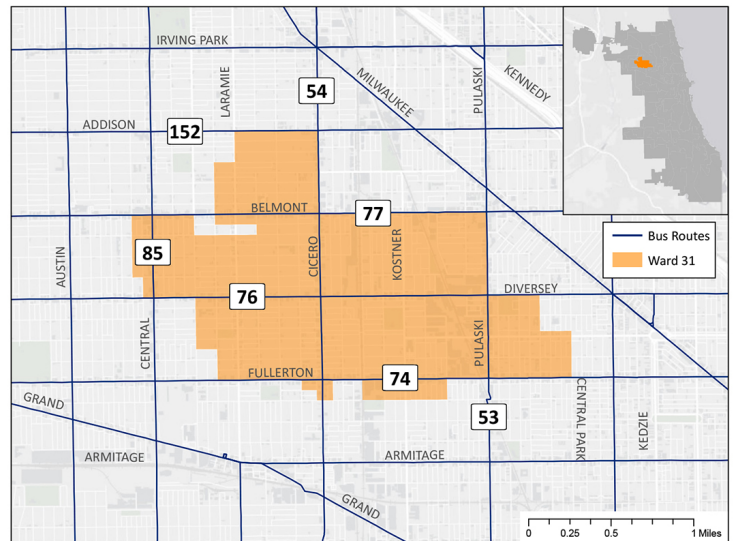 IRVING PARK
LARAMIE
54
MILWAUKEE
PULASKI
KENNEDY
ADDISON
152
BELMONT
77
Bus Routes
Ward 31
AUSTIN
85
CICERO
KOSTNER
76
DIVERSEY
CENTRAL
PULASKI
FULLERTON
74
GRAND
53
CENTRAL PARK
KEDZIE
ARMITAGE
ARMITAGE
GRAND
0 0.25 0.5 1 Miles